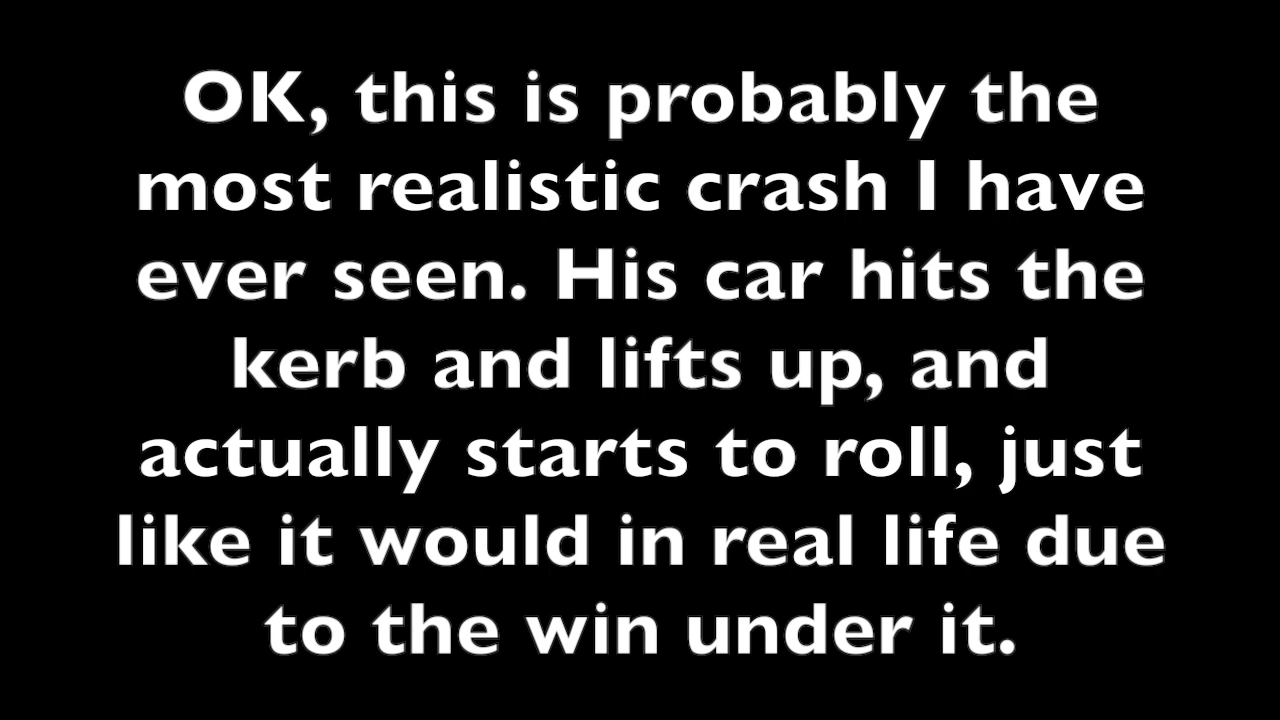 OK, this is probably the
most realistic crash I have
ever seen. His car hits the
kerb and lifts up, and
actually starts to roll, just
like it would in real life due
to the win under it.